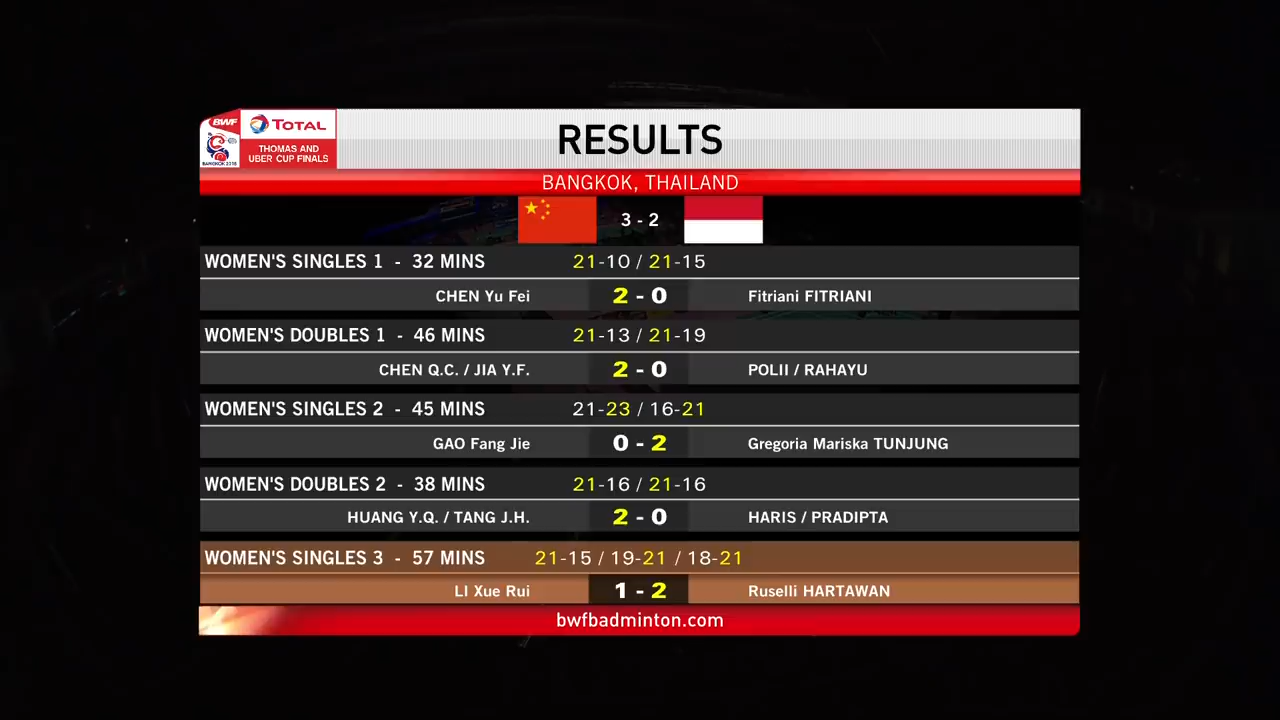 BWF
BANGKOK 2018
TOTAL
THOMAS AND
UBER CUP FINALS
RESULTS
BANGKOK, THAILAND
3 - 2
WOMEN'S SINGLES 1 - 32 MINS 21-10 / 21-15
CHEN Yu Fei 2 - 0 Fitriani FITRIANI
WOMEN'S DOUBLES 1 - 46 MINS 21-13 / 21-19
CHEN Q.C. / JIA Y.F. 2 - 0 POLII / RAHAYU
WOMEN'S SINGLES 2 - 45 MINS 21-23 / 16-21
GAO Fang Jie 0 - 2 Gregoria Mariska TUNJUNG
WOMEN'S DOUBLES 2 - 38 MINS 21-16 / 21-16
HUANG Y.Q. / TANG J.H. 2 - 0 HARIS / PRADIPTA
WOMEN'S SINGLES 3 - 57 MINS 21-15 / 19-21 / 18-21
LI Xue Rui 1 - 2 Ruselli HARTAWAN
bwfbadminton.com